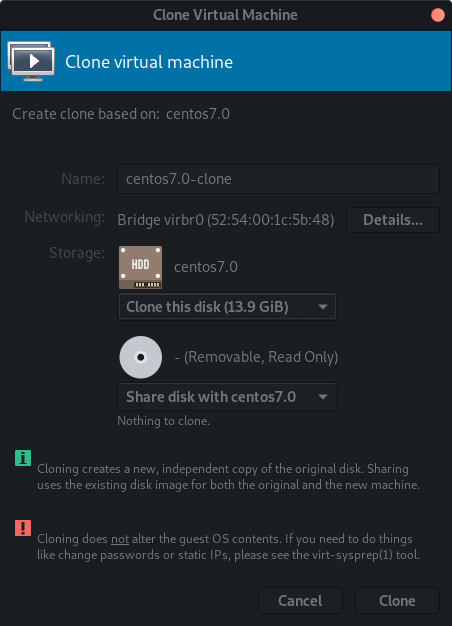 Clone Virtual Machine
Clone virtual machine
Create clone based on: centos7.0
Name: centos7.0-clone
Networking: Bridge virbr0 (52:54:00:1c:5b:48) Details...
Storage:
HDD centos7.0
Clone this disk (13.9 GiB)
- (Removable, Read Only)
Share disk with centos7.0
Nothing to clone.
Cloning creates a new, independent copy of the original disk. Sharing
uses the existing disk image for both the original and the new machine.
Cloning does not alter the guest OS contents. If you need to do things
like change passwords or static IPs, please see the virt-sysprep(1) tool.
Cancel Clone